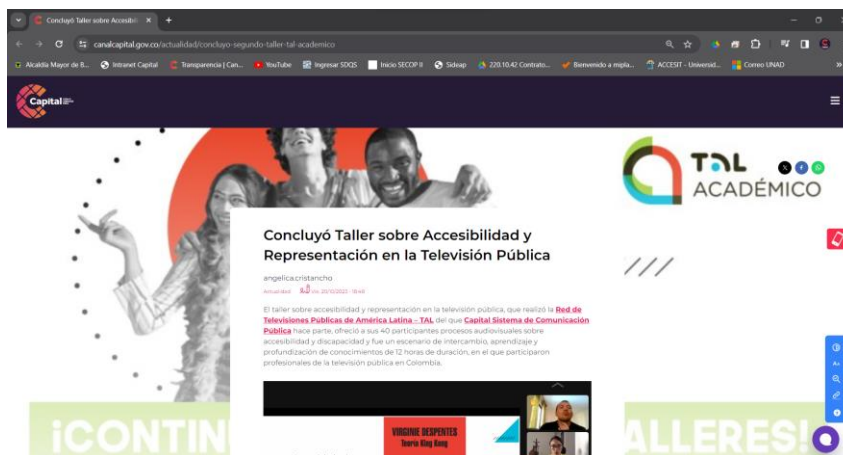 Concluyó Taller sobre Accesibili
canalcapital.gov.co/actualidad/concluyo-segundo-taller-tal-academico
Alcaldía Mayor de B... Intranet Capital Transparencia | Can... YouTube Ingresar SDQS Inicio SECOP II Sideap 220.10.42 Contrato... Bienvenido a mipla... ACCESIT - Universid... Correo UNAD
Capital
TAL
ACADÉMICO
Concluyó Taller sobre Accesibilidad y
Representación en la Televisión Pública
angelica.cristancho
Actualidad
El taller sobre accesibilidad y representación en la televisión pública, que realizó la Red de
Televisiones Públicas de América Latina – TAL del que Capital Sistema de Comunicación
Pública hace parte, ofreció a sus 40 participantes procesos audiovisuales sobre
accesibilidad y discapacidad y fue un escenario de intercambio, aprendizaje y
profundización de conocimientos de 12 horas de duración, en el que participaron
profesionales de la televisión pública en Colombia.
VIRGINIE DESPENTES
Teoría King Kong
¡CONTIN
ALLERES!